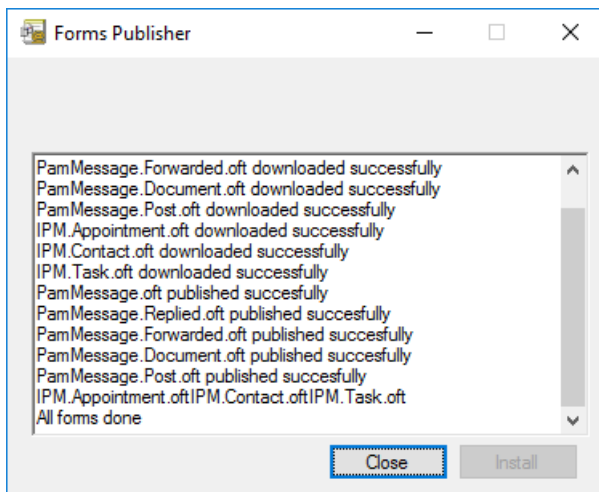 Forms Publisher
PamMessage.Forwarded.oft downloaded successfully
PamMessage.Document.oft downloaded successfully
PamMessage.Post.oft downloaded successfully
IPM.Appointment.oft downloaded successfully
IPM.Contact.oft downloaded successfully
IPM.Task.oft downloaded successfully
PamMessage.oft published succesfully
PamMessage.Replied.oft published succesfully
PamMessage.Forwarded.oft published succesfully
PamMessage.Document.oft published succesfully
PamMessage.Post.oft published succesfully
IPM.Appointment.oftIPM.Contact.oftIPM.Task.oft
All forms done
Close Install